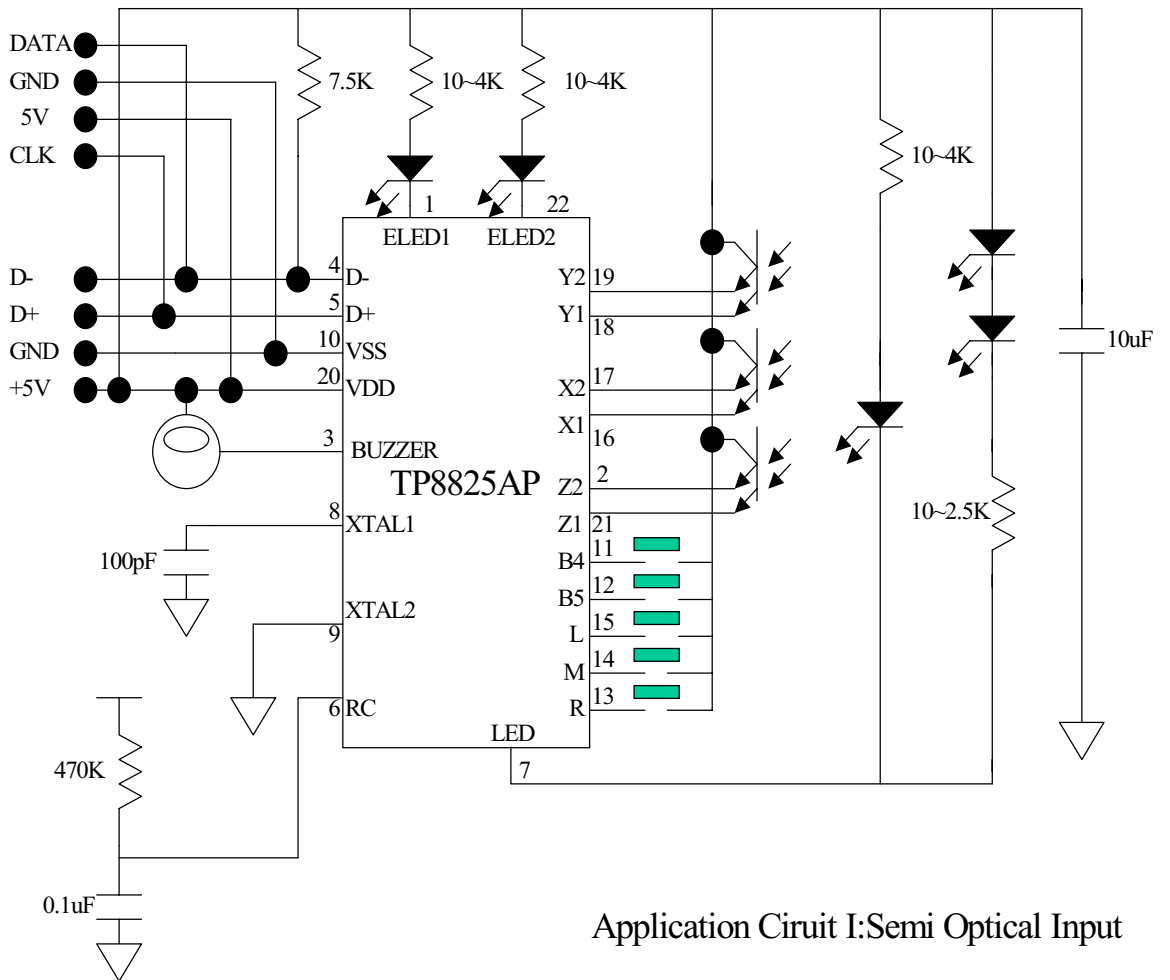 DATA
GND
5V
CLK
7.5K
10~4K
10~4K
10~4K
1
22
ELED1
ELED2
D-
4
D-
D+
5
D+
GND
10
VSS
+5V
20
VDD
3
BUZZER
TP8825AP
8
XTAL1
100pF
XTAL2
9
6
RC
470K
0.1uF
LED
7
Y2
19
Y1
18
X2
17
X1
16
Z2
2
Z1
21
11
B4
12
B5
15
L
14
M
13
R
10~2.5K
10uF
Application Ciruit I:Semi Optical Input